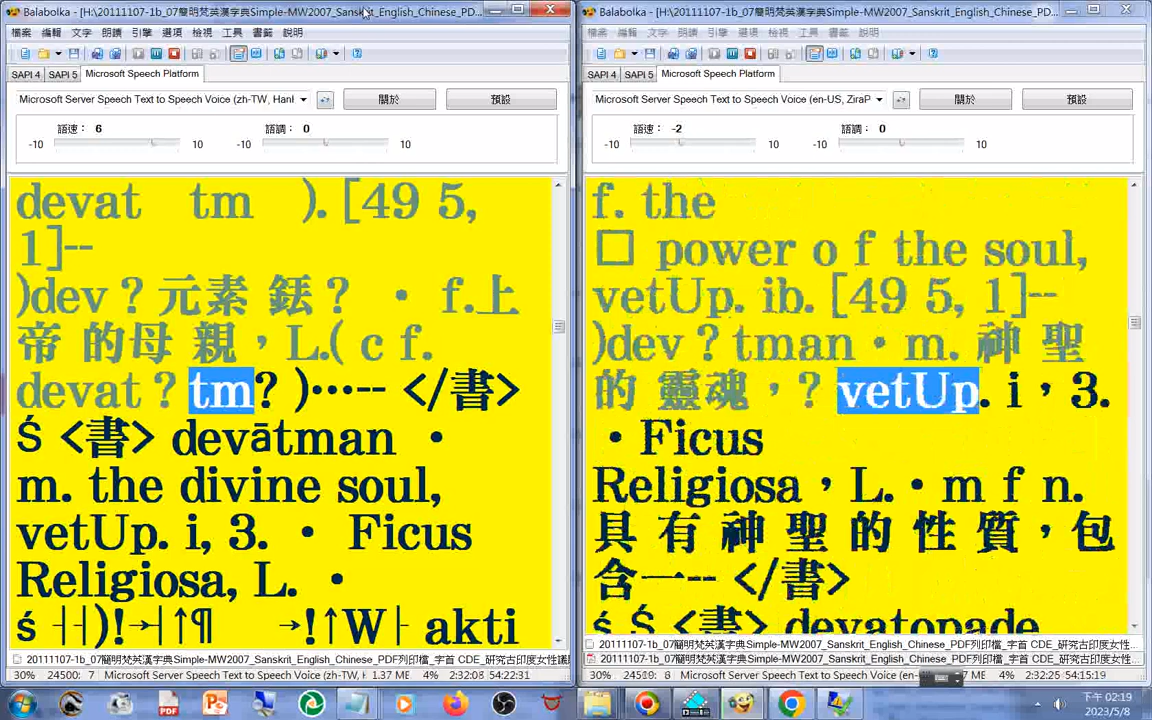 Balabolka - [H:\20111107-1b_07簡明梵英漢字典Simple-MW2007_Sanskrit_English_Chinese_PD...
檔案 編輯 文字 朗讀 引擎 選項 檢視 工具 書籤 說明
SAPI 4 SAPI 5 Microsoft Speech Platform
Microsoft Server Speech Text to Speech Voice (zh-TW, Hanl
關於
預設
語速： 6
語調： 0
-10 10 -10 10
devat tm ). [49 5,
1]--
)dev？元素 銩？ • f.上
帝 的母 親，L.( c f.
devat？tm？)…-- </書>
Ś <書> devātman •
m. the divine soul,
vetUp. i, 3. • Ficus
Religiosa, L. •
ś ┤├)!→┤↑¶ →!↑W├ akti
20111107-1b_07簡明梵英漢字典Simple-MW2007_Sanskrit_English_Chinese_PDF列印檔_字首 CDE_研究古印度女性議
30% 24501: 7 Microsoft Server Speech Text to Speech Voice (zh-TW, H 1.37 MB 4% 2:32:08 54:22:31
Balabolka - [H:\20111107-1b_07簡明梵英漢字典Simple-MW2007_Sanskrit_English_Chinese_PD...
檔案 編輯 文字 朗讀 引擎 選項 檢視 工具 書籤 說明
SAPI 4 SAPI 5 Microsoft Speech Platform
Microsoft Server Speech Text to Speech Voice (en-US, ZiraP
關於
預設
語速： -2
語調： 0
-10 10 -10 10
f. the
□ power o f the soul,
vetUp. ib. [49 5, 1]--
)dev？tman • m. 神 聖
的 靈魂，？vetUp. i，3.
• Ficus
Religiosa，L. • m f n.
具 有 神 聖 的 性 質，包
含一-- </書>
ś Ś <書> devatopade
20111107-1b_07簡明梵英漢字典Simple-MW2007_Sanskrit_English_Chinese_PDF列印檔_字首 CDE_研究古印度女性...
20111107-1b_07簡明梵英漢字典Simple-MW2007_Sanskrit_English_Chinese_PDF列印檔_字首 CDE_研究古印度女性...
Microsoft Server Speech Text to Speech Voice (en-US, Z 4% 2:32:25 54:15:19
下午 02:19
2023/5/8